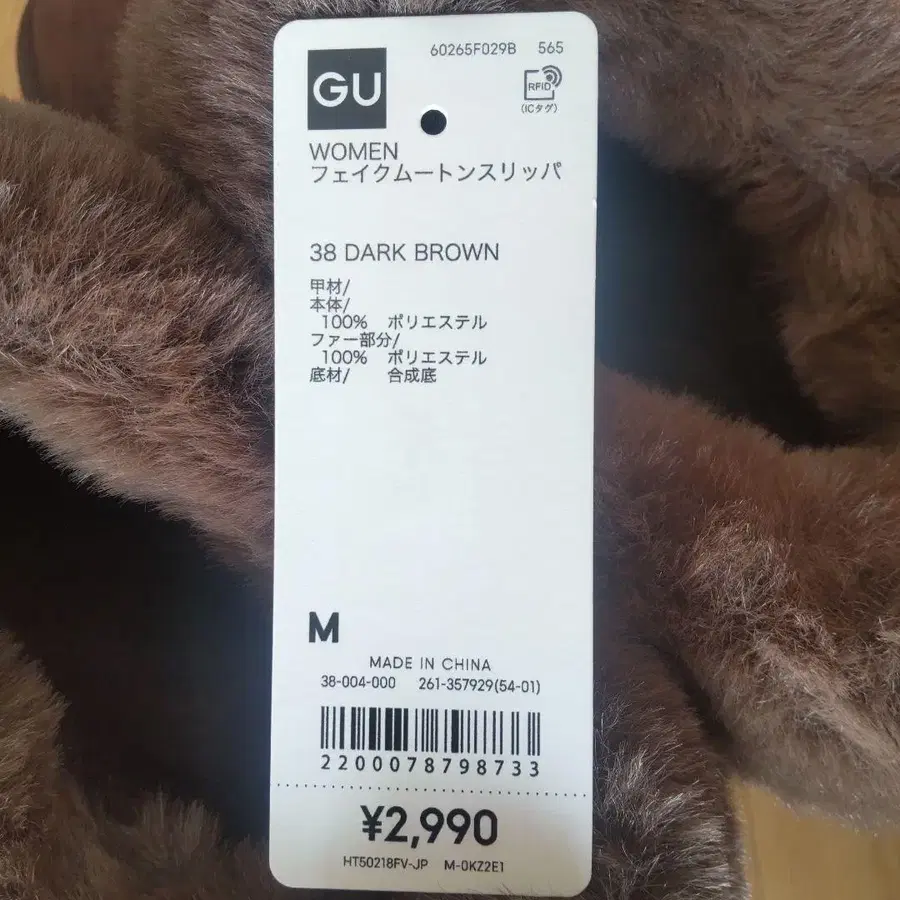 GU
60265F029B 565
RFID
(ICタグ)
WOMEN
フェイクムートンスリッパ
38 DARK BROWN
甲材/
本体/
100% ポリエステル
ファー部分/
100% ポリエステル
底材/ 合成底
M
MADE IN CHINA
38-004-000 261-357929(54-01)
2200078798733
¥2,990
HT50218FV-JP M-0KZ2E1